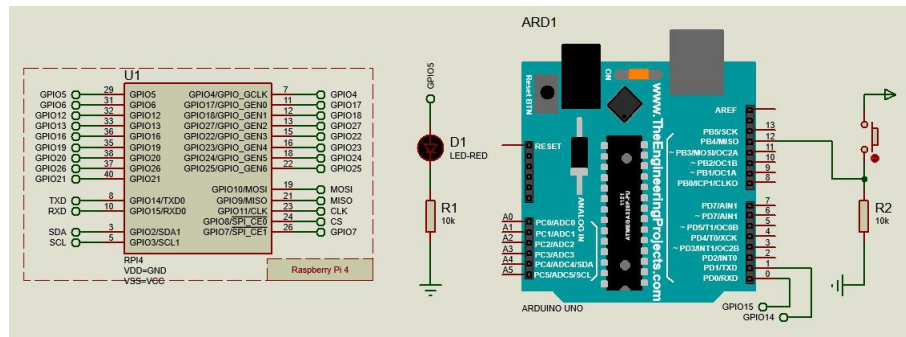 U1
GPIO5 29 GPIO5 GPIO4/GPIO_GCLK 7 GPIO4
GPIO6 31 GPIO6 GPIO17/GPIO_GEN0 11 GPIO17
GPIO12 32 GPIO12 GPIO18/GPIO_GEN1 12 GPIO18
GPIO13 33 GPIO13 GPIO27/GPIO_GEN2 13 GPIO27
GPIO16 36 GPIO16 GPIO22/GPIO_GEN3 15 GPIO22
GPIO19 35 GPIO19 GPIO23/GPIO_GEN4 16 GPIO23
GPIO20 38 GPIO20 GPIO24/GPIO_GEN5 18 GPIO24
GPIO26 37 GPIO26 GPIO25/GPIO_GEN6 22 GPIO25
GPIO21 40 GPIO21
GPIO10/MOSI 19 MOSI
TXD 8 GPIO14/TXD0 GPIO9/MISO 21 MISO
RXD 10 GPIO15/RXD0 GPIO11/CLK 23 CLK
GPIO8/SPI_CE0 24 CS
SDA 3 GPIO2/SDA1 GPIO7/SPI_CE1 26 GPIO7
SCL 5 GPIO3/SCL1
RPI4
VDD=GND
VSS=VCC
Raspberry Pi 4
GPIO5
D1
LED-RED
R1
10k
ARD1
Reset BTN
ON
www.TheEngineeringProjects.com
RESET
ANALOG IN
A0 PC0/ADC0
A1 PC1/ADC1
A2 PC2/ADC2
A3 PC3/ADC3
A4 PC4/ADC4/SDA
A5 PC5/ADC5/SCL
AREF
PB5/SCK 13
PB4/MISO 12
~ PB3/MOSI/OC2A 11
~ PB2/OC1B 10
~ PB1/OC1A 9
PB0/ICP1/CLKO 8
PD7/AIN1 7
~ PD6/AIN0 6
~ PD5/T1/OC0B 5
PD4/T0/XCK 4
~ PD3/INT1/OC2B 3
PD2/INT0 2
PD1/TXD 1
PD0/RXD 0
ARDUINO UNO
GPIO15
GPIO14
R2
10k